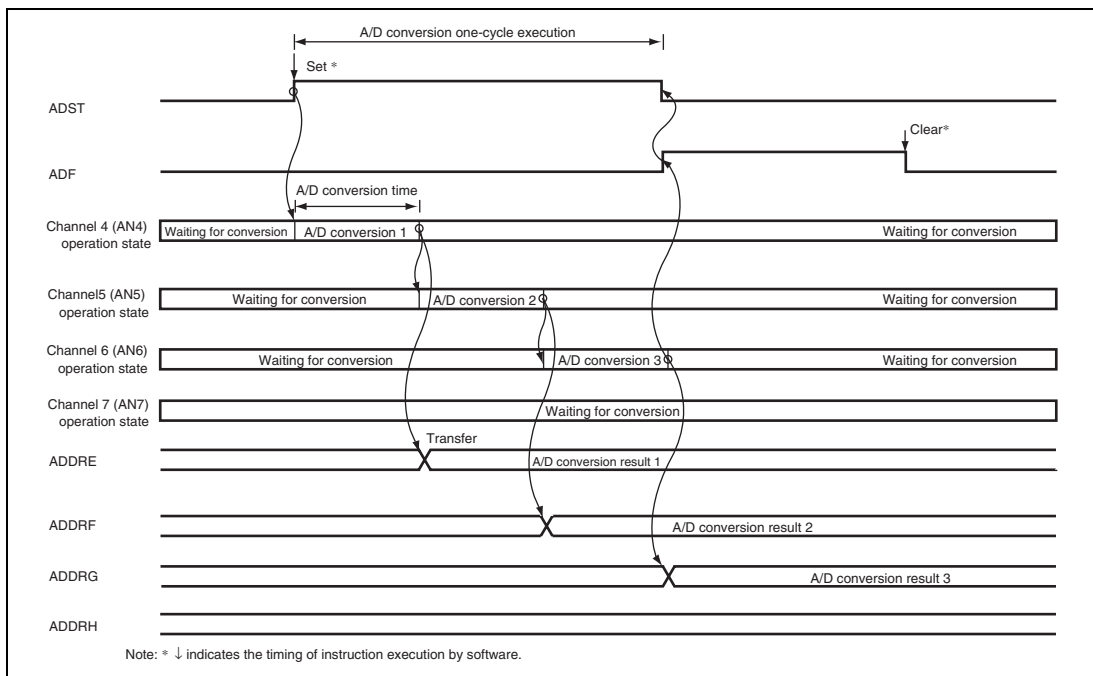 A/D conversion one-cycle execution
Set *
ADST
Clear*
ADF
A/D conversion time
Channel 4 (AN4)
operation state
Waiting for conversion
A/D conversion 1
Waiting for conversion
Channel5 (AN5)
operation state
Waiting for conversion
A/D conversion 2
Waiting for conversion
Channel 6 (AN6)
operation state
Waiting for conversion
A/D conversion 3
Waiting for conversion
Channel 7 (AN7)
operation state
Waiting for conversion
Transfer
ADDRE
A/D conversion result 1
ADDRF
A/D conversion result 2
ADDRG
A/D conversion result 3
ADDRH
Note: * ↓ indicates the timing of instruction execution by software.